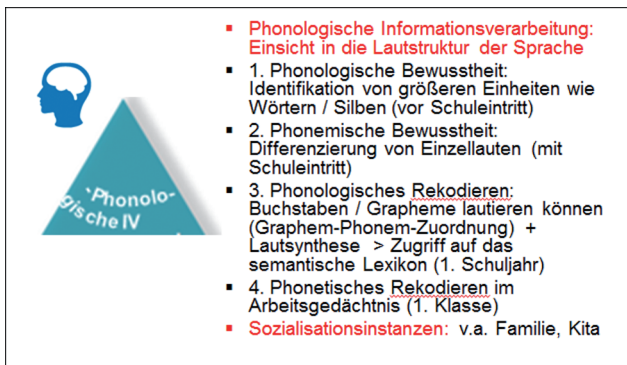 Phonologische Informationsverarbeitung:
Einsicht in die Lautstruktur der Sprache
1. Phonologische Bewusstheit:
Identifikation von größeren Einheiten wie
Wörtern / Silben (vor Schuleintritt)
2. Phonemische Bewusstheit:
Differenzierung von Einzellauten (mit
Schuleintritt)
3. Phonologisches Rekodieren:
Buchstaben / Grapheme lautieren können
(Graphem-Phonem-Zuordnung) +
Lautsynthese > Zugriff auf das
semantische Lexikon (1. Schuljahr)
4. Phonetisches Rekodieren im
Arbeitsgedächtnis (1. Klasse)
Sozialisationsinstanzen: v.a. Familie, Kita
Phonolo-
gische IV